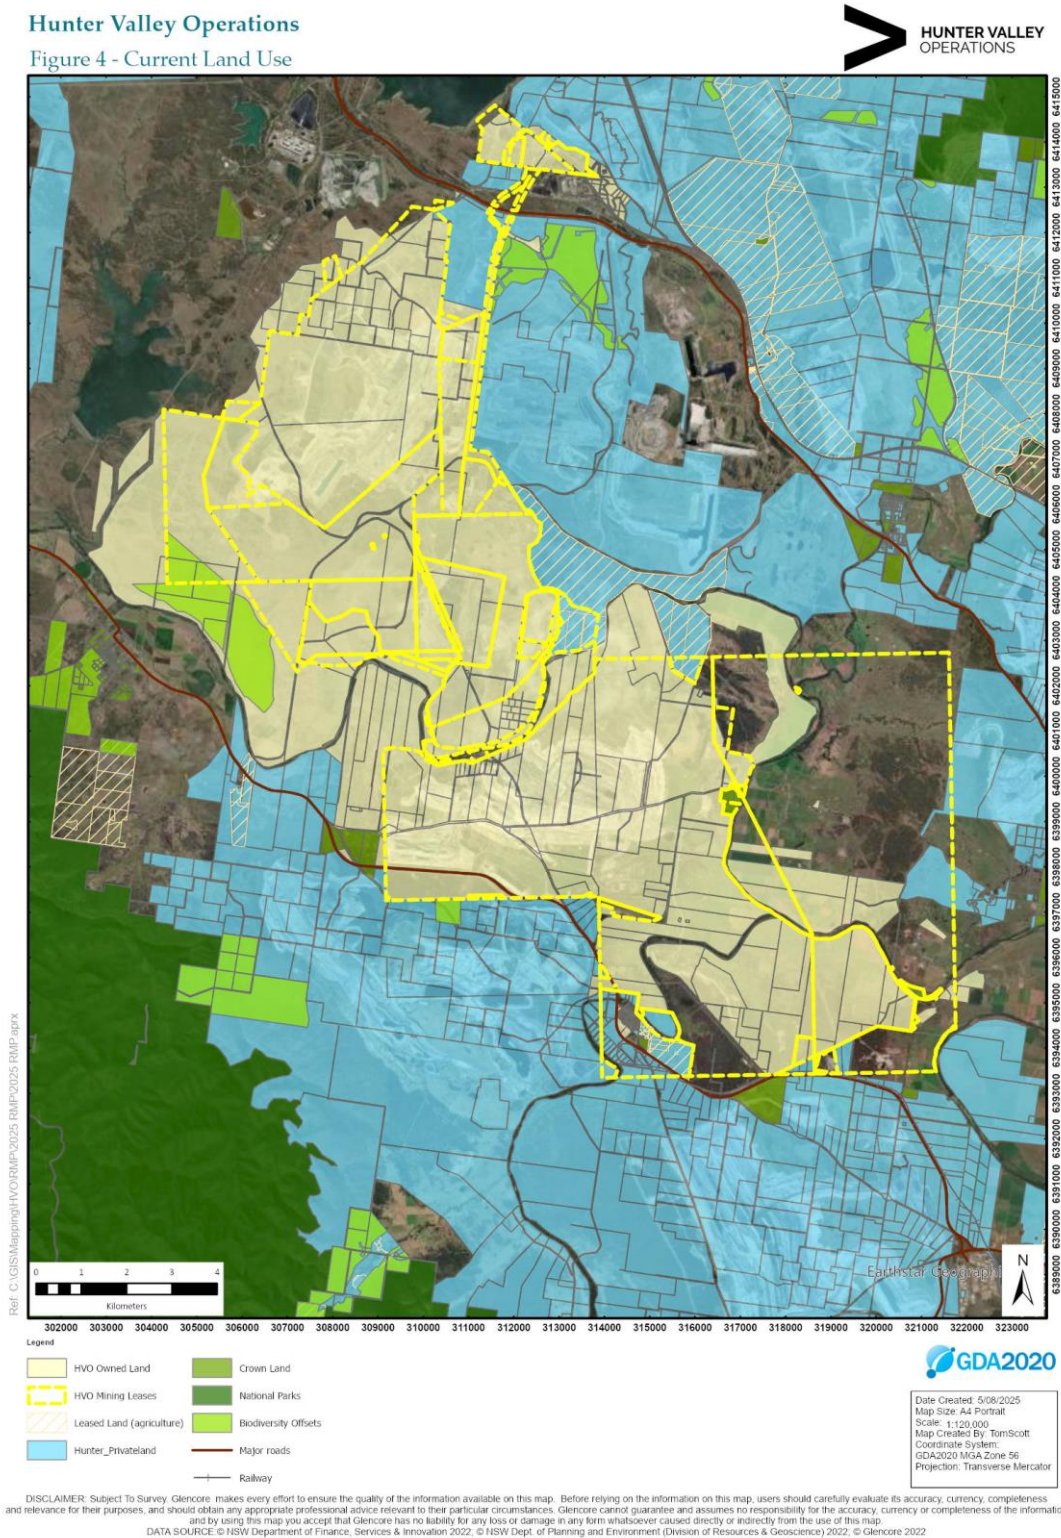 Hunter Valley Operations
Figure 4 - Current Land Use
HUNTER VALLEY
OPERATIONS
6415000
6414000
6413000
6412000
6411000
6410000
6409000
6408000
6407000
6406000
6405000
6404000
6403000
6402000
6401000
6400000
6399000
6398000
6397000
6396000
6395000
6394000
6393000
6392000
6391000
6390000
6389000
Ref: C:\GIS\Mapping\HVO\RMP\2025 RMP\2025 RMP.aprx
0 1 2 3 4
Kilometers
Earthstar Geographi
N
302000 303000 304000 305000 306000 307000 308000 309000 310000 311000 312000 313000 314000 315000 316000 317000 318000 319000 320000 321000 322000 323000
Legend
HVO Owned Land
HVO Mining Leases
Leased Land (agriculture)
Hunter_Privateland
Crown Land
National Parks
Biodiversity Offsets
Major roads
Railway
GDA2020
Date Created: 5/08/2025
Map Size: A4 Portrait
Scale: 1:120,000
Map Created By: TomScott
Coordinate System:
GDA2020 MGA Zone 56
Projection: Transverse Mercator
DISCLAIMER: Subject To Survey. Glencore makes every effort to ensure the quality of the information available on this map. Before relying on the information on this map, users should carefully evaluate its accuracy, currency, completeness
and relevance for their purposes, and should obtain any appropriate professional advice relevant to their particular circumstances. Glencore cannot guarantee and assumes no responsibility for the accuracy, currency or completeness of the informatio
and by using this map you accept that Glencore has no liability for any loss or damage in any form whatsoever caused directly or indirectly from the use of this map.
DATA SOURCE © NSW Department of Finance, Services & Innovation 2022; © NSW Dept. of Planning and Environment (Division of Resources & Geoscience) 2022; © Glencore 2022